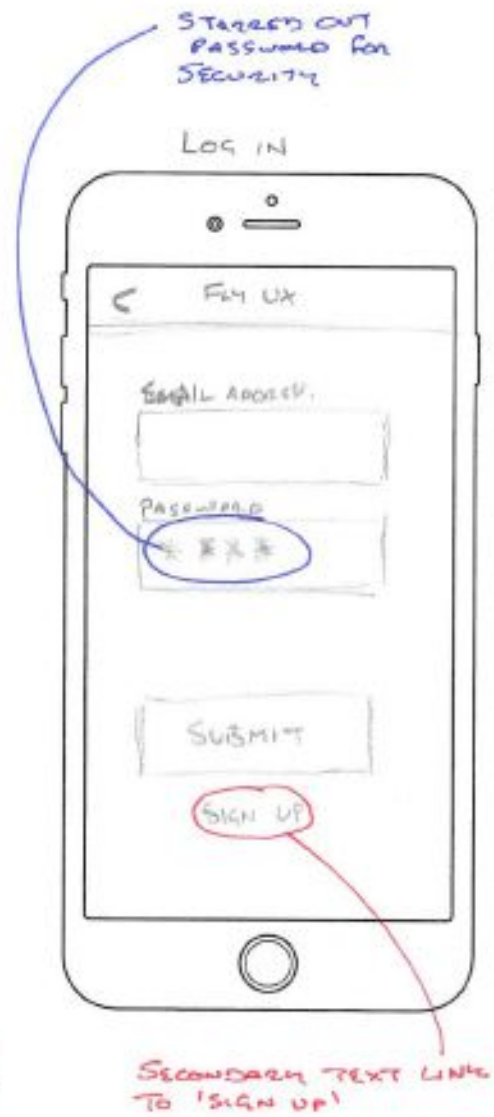 STARRED OUT
PASSWORD FOR
SECURITY
LOG IN
< FLY UX
EMAIL ADDRESS.
PASSWORD
* * * *
SUBMIT
SIGN UP
SECONDARY TEXT LINK
TO 'SIGN UP'